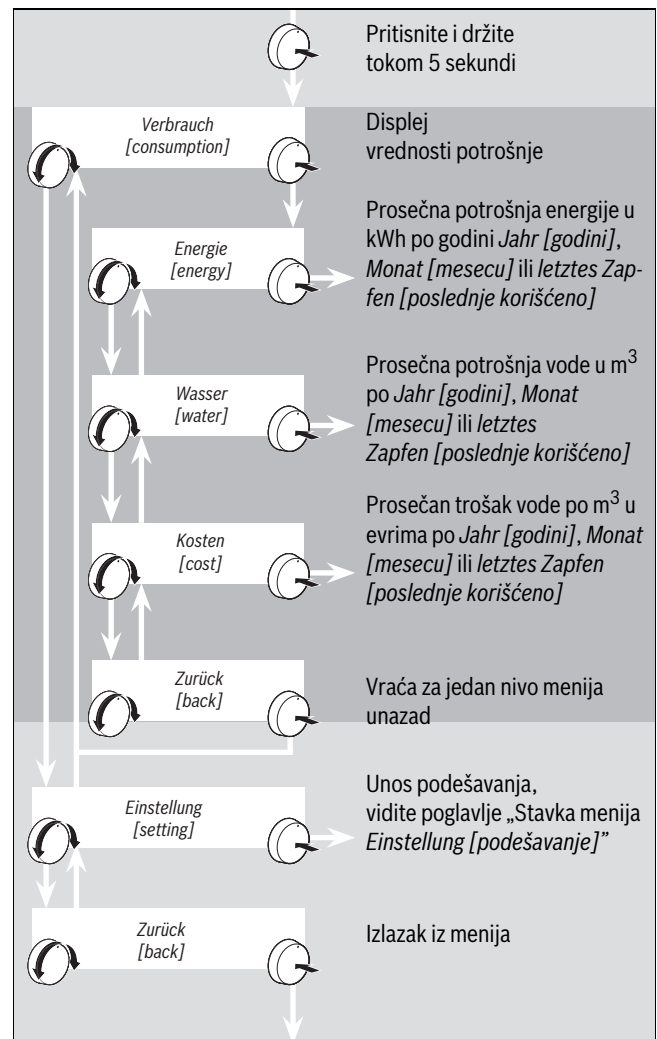 Pritisnite i držite
tokom 5 sekundi
Verbrauch
[consumption]
Displej
vrednosti potrošnje
Energie
[energy]
Prosečna potrošnja energije u
kWh po godini Jahr [godini],
Monat [mesecu] ili letztes Zap-
fen [poslednje korišćeno]
Wasser
[water]
Prosečna potrošnja vode u m³
po Jahr [godini], Monat
[mesecu] ili letztes
Zapfen [poslednje korišćeno]
Kosten
[cost]
Prosečan trošak vode po m³ u
evrima po Jahr [godini], Monat
[mesecu] ili letztes Zapfen
[poslednje korišćeno]
Zurück
[back]
Vraća za jedan nivo menija
unazad
Einstellung
[setting]
Unos podešavanja,
vidite poglavlje „Stavka menija
Einstellung [podešavanje]”
Zurück
[back]
Izlazak iz menija